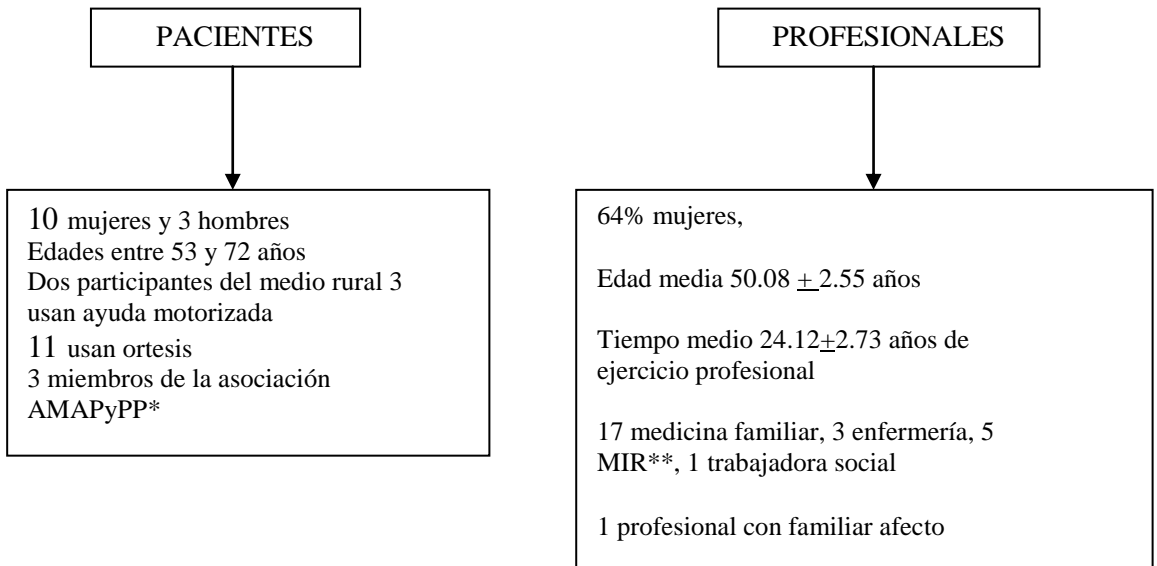 PACIENTES
10 mujeres y 3 hombres
Edades entre 53 y 72 años
Dos participantes del medio rural 3
usan ayuda motorizada
11 usan ortesis
3 miembros de la asociación
AMAPyPP*
PROFESIONALES
64% mujeres,
Edad media 50.08 + 2.55 años
Tiempo medio 24.12+2.73 años de
ejercicio profesional
17 medicina familiar, 3 enfermería, 5
MIR**, 1 trabajadora social
1 profesional con familiar afecto